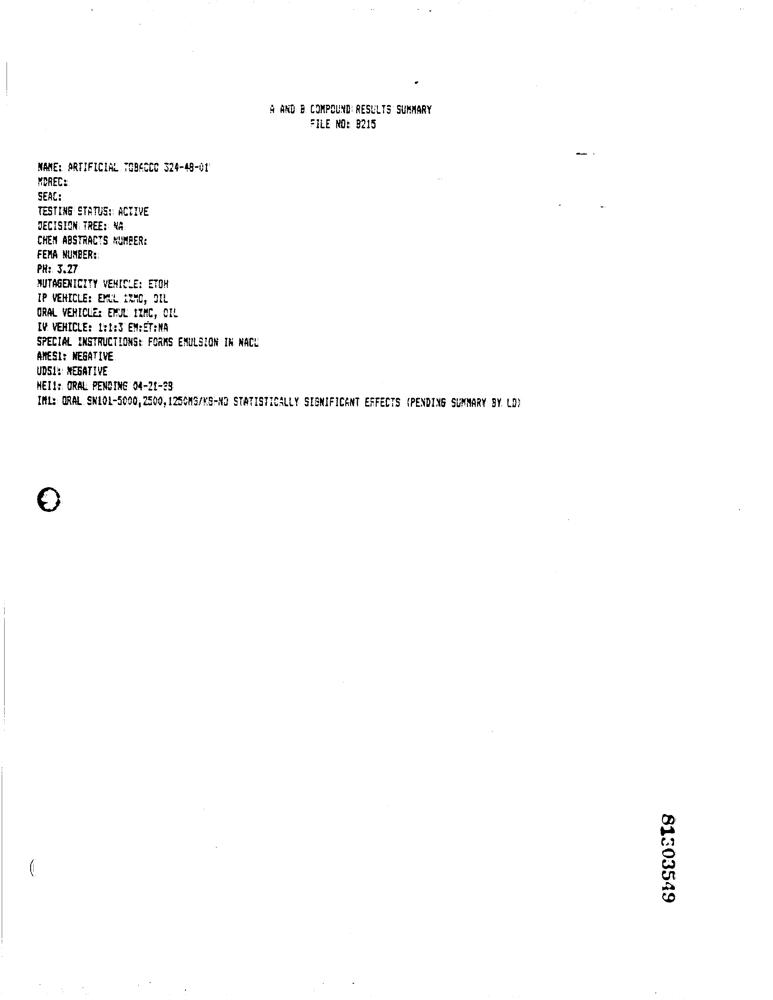 A AND B COMPOUND RESULTS SUMMARY
FILE NO: B215
NAME: ARTIFICIAL TOBACCO 324-48-01
MOREC:
SEAC:
TESTING STATUS: ACTIVE
DECISION TREE: NA
CHEM ABSTRACTS NUMBER:
FEMA NUMBER:
PH: 3.27
MUTAGENICITY VEHICLE: ETOH
IP VEHICLE: EMUL 1%MC, OIL
ORAL VEHICLE: EMUL 1%MC, OIL
IV VEHICLE: 1:1:3 EM:ET:NA
SPECIAL INSTRUCTIONS: FORMS EMULSION IN NACL
AMES1: NEGATIVE
UDS1: NEGATIVE
HEI1: ORAL PENDING
IM1: ORAL SN101-5000,2500,1250MG/KG-NO STATISTICALLY SIGNIFICANT EFFECTS (PENDING SUMMARY BY LD)
81303549